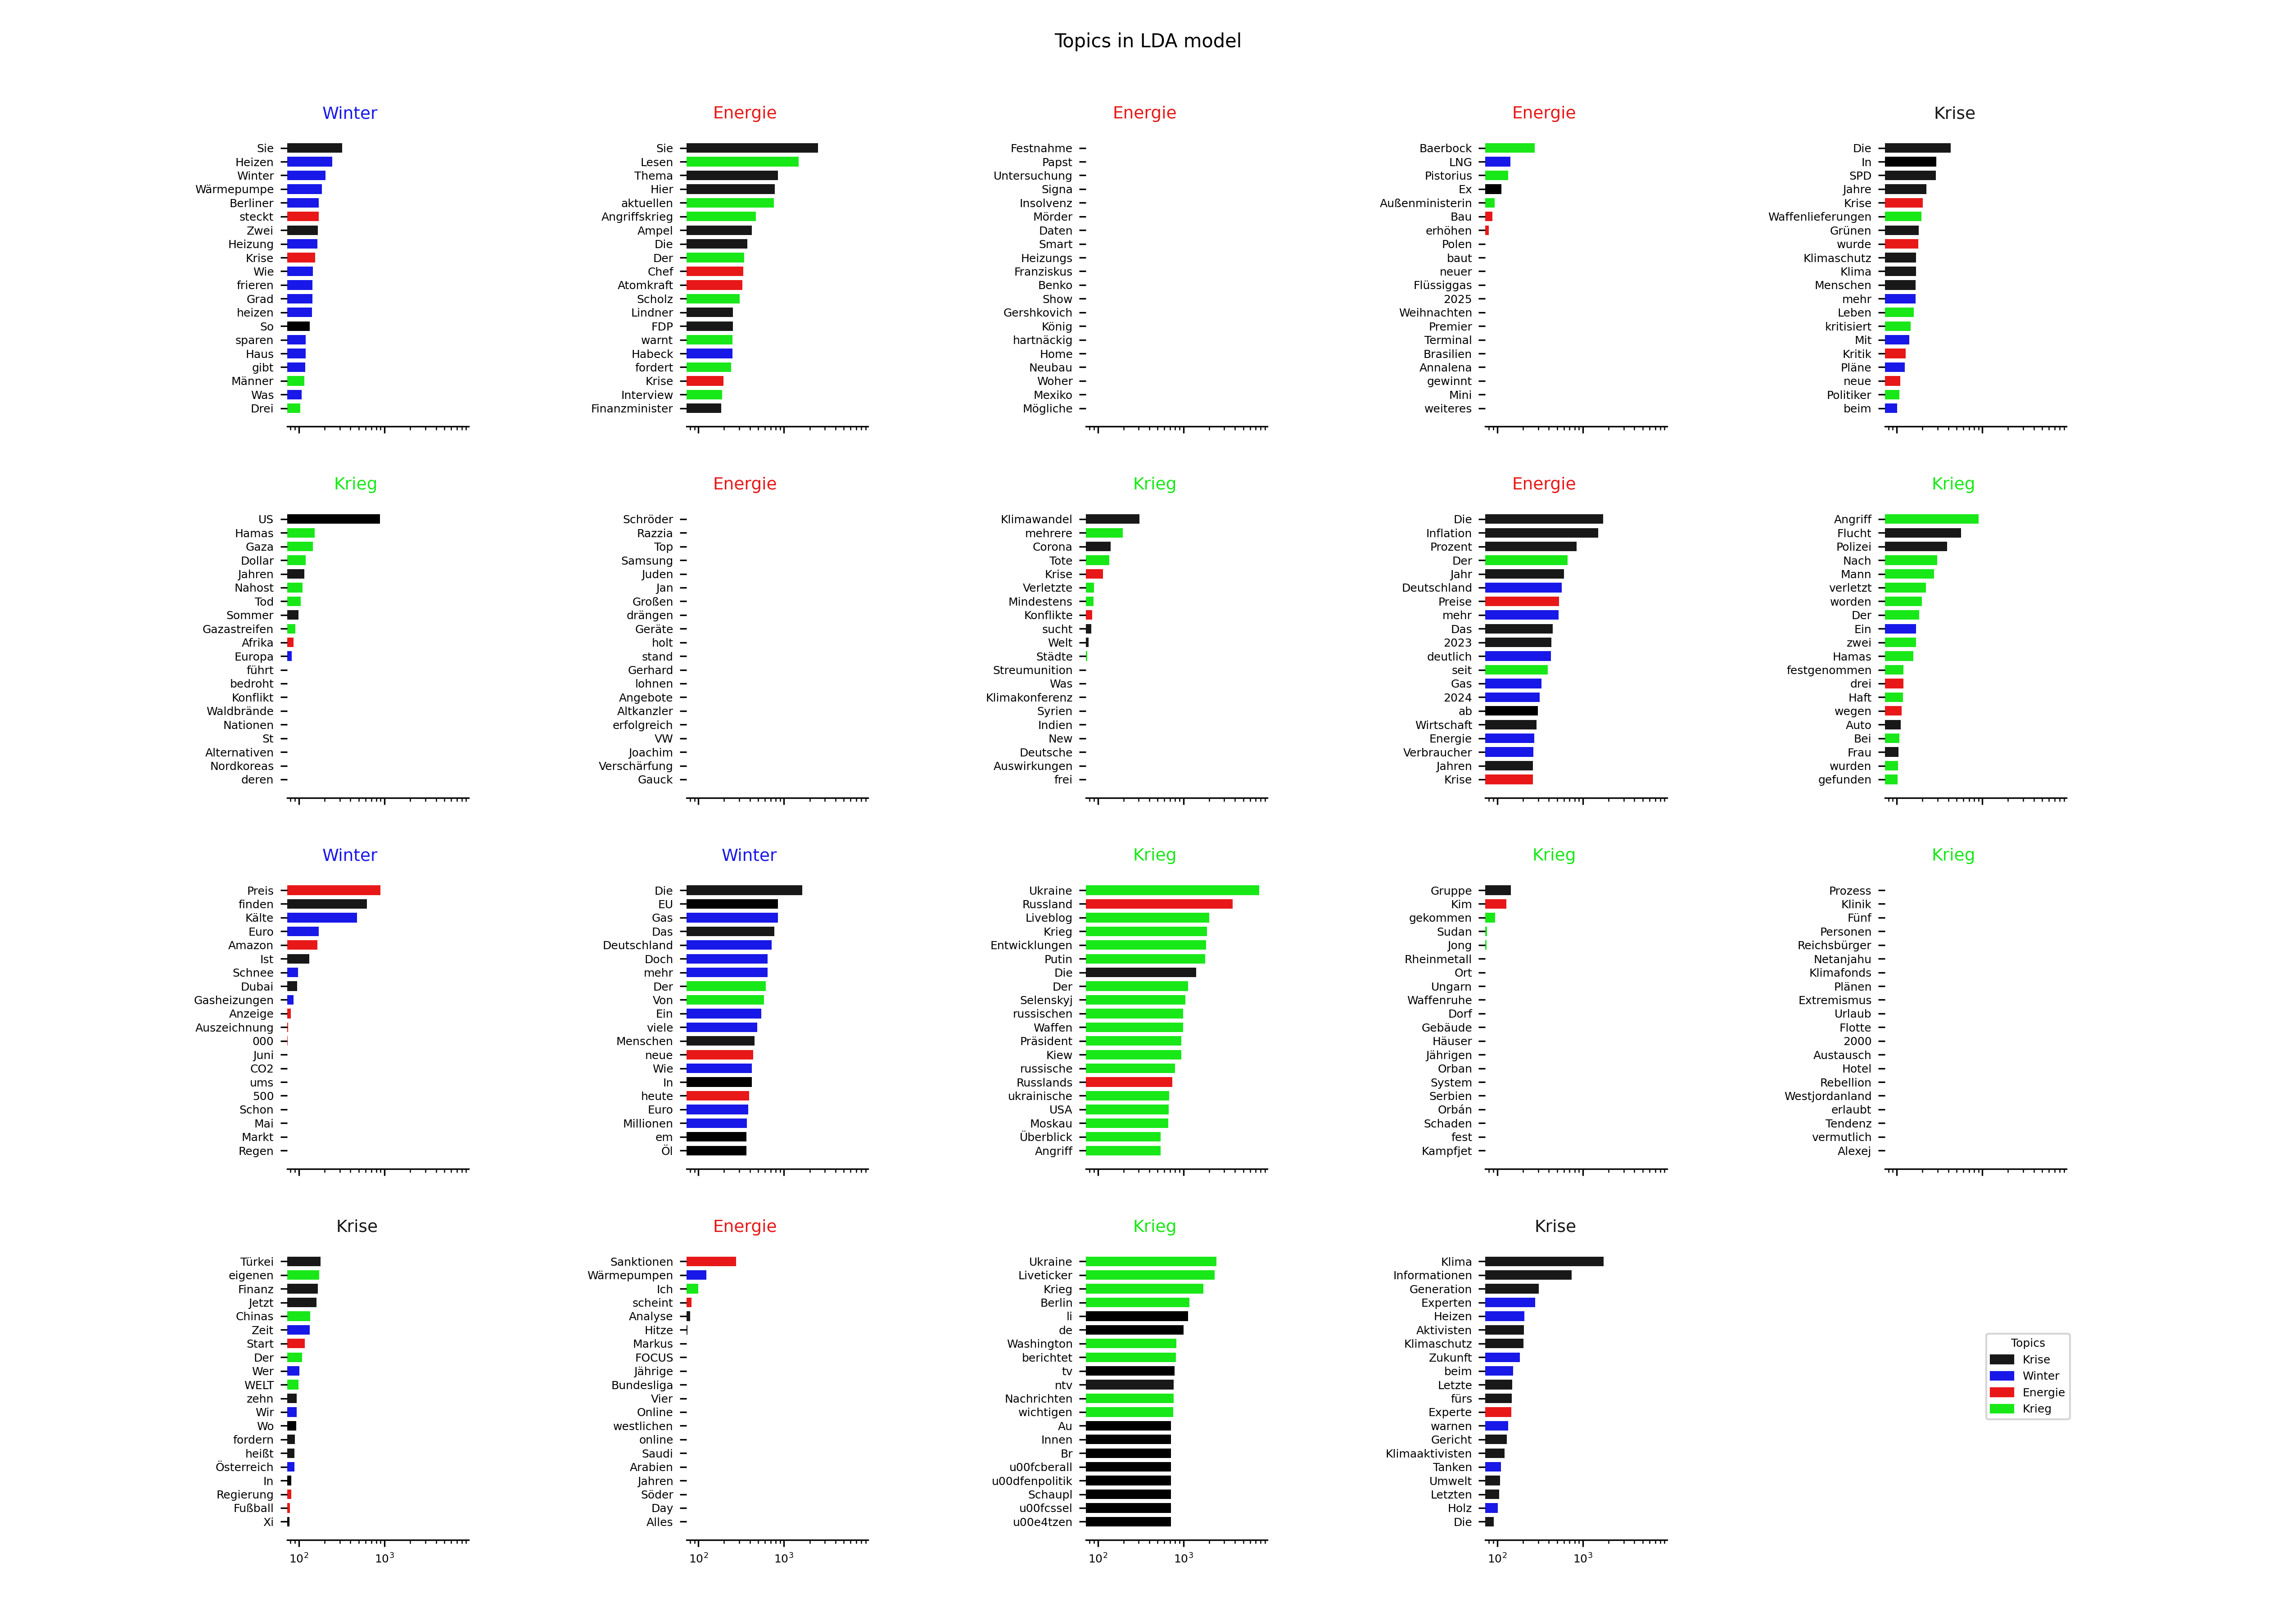 Topics in LDA model
Winter
Sie
Heizen
Winter
Wärmepumpe
Berliner
steckt
Zwei
Heizung
Krise
Wie
frieren
Grad
heizen
So
sparen
Haus
gibt
Männer
Was
Drei
Energie
Sie
Lesen
Thema
Hier
aktuellen
Angriffskrieg
Ampel
Die
Der
Chef
Atomkraft
Scholz
Lindner
FDP
warnt
Habeck
fordert
Krise
Interview
Finanzminister
Energie
Festnahme
Papst
Untersuchung
Signa
Insolvenz
Mörder
Daten
Smart
Heizungs
Franziskus
Benko
Show
Gershkovich
König
hartnäckig
Home
Neubau
Woher
Mexiko
Mögliche
Energie
Baerbock
LNG
Pistorius
Ex
Außenministerin
Bau
erhöhen
Polen
baut
neuer
Flüssiggas
2025
Weihnachten
Premier
Terminal
Brasilien
Annalena
gewinnt
Mini
weiteres
Krise
Die
In
SPD
Jahre
Krise
Waffenlieferungen
Grünen
wurde
Klimaschutz
Klima
Menschen
mehr
Leben
kritisiert
Mit
Kritik
Pläne
neue
Politiker
beim
Krieg
US
Hamas
Gaza
Dollar
Jahren
Nahost
Tod
Sommer
Gazastreifen
Afrika
Europa
führt
bedroht
Konflikt
Waldbrände
Nationen
St
Alternativen
Nordkoreas
deren
Energie
Schröder
Razzia
Top
Samsung
Juden
Jan
Großen
drängen
Geräte
holt
stand
Gerhard
lohnen
Angebote
Altkanzler
erfolgreich
VW
Joachim
Verschärfung
Gauck
Krieg
Klimawandel
mehrere
Corona
Tote
Krise
Verletzte
Mindestens
Konflikte
sucht
Welt
Städte
Streumunition
Was
Klimakonferenz
Syrien
Indien
New
Deutsche
Auswirkungen
frei
Energie
Die
Inflation
Prozent
Der
Jahr
Deutschland
Preise
mehr
Das
2023
deutlich
seit
Gas
2024
ab
Wirtschaft
Energie
Verbraucher
Jahren
Krise
Krieg
Angriff
Flucht
Polizei
Nach
Mann
verletzt
worden
Der
Ein
zwei
Hamas
festgenommen
drei
Haft
wegen
Auto
Bei
Frau
wurden
gefunden
Winter
Preis
finden
Kälte
Euro
Amazon
Ist
Schnee
Dubai
Gasheizungen
Anzeige
Auszeichnung
000
Juni
CO2
ums
500
Schon
Mai
Markt
Regen
Winter
Die
EU
Gas
Das
Deutschland
Doch
mehr
Der
Von
Ein
viele
Menschen
neue
Wie
In
heute
Euro
Millionen
em
Öl
Krieg
Ukraine
Russland
Liveblog
Krieg
Entwicklungen
Putin
Die
Der
Selenskyj
russischen
Waffen
Präsident
Kiew
russische
Russlands
ukrainische
USA
Moskau
Überblick
Angriff
Krieg
Gruppe
Kim
gekommen
Sudan
Jong
Rheinmetall
Ort
Ungarn
Waffenruhe
Dorf
Gebäude
Häuser
Jährigen
Orban
System
Serbien
Orbán
Schaden
fest
Kampfjet
Krieg
Prozess
Klinik
Fünf
Personen
Reichsbürger
Netanjahu
Klimafonds
Plänen
Extremismus
Urlaub
Flotte
2000
Austausch
Hotel
Rebellion
Westjordanland
erlaubt
Tendenz
vermutlich
Alexej
Krise
Türkei
eigenen
Finanz
Jetzt
Chinas
Zeit
Start
Der
Wer
WELT
zehn
Wir
Wo
fordern
heißt
Österreich
In
Regierung
Fußball
Xi
10² 10³
Energie
Sanktionen
Wärmepumpen
Ich
scheint
Analyse
Hitze
Markus
FOCUS
Jährige
Bundesliga
Vier
Online
westlichen
online
Saudi
Arabien
Jahren
Söder
Day
Alles
10² 10³
Krieg
Ukraine
Liveticker
Krieg
Berlin
li
de
Washington
berichtet
tv
ntv
Nachrichten
wichtigen
Au
Innen
Br
u00fcberall
u00dfenpolitik
Schaupl
u00fcssel
u00e4tzen
10² 10³
Krise
Klima
Informationen
Generation
Experten
Heizen
Aktivisten
Klimaschutz
Zukunft
beim
Letzte
fürs
Experte
warnen
Gericht
Klimaaktivisten
Tanken
Umwelt
Letzten
Holz
Die
10² 10³
Topics
Krise
Winter
Energie
Krieg